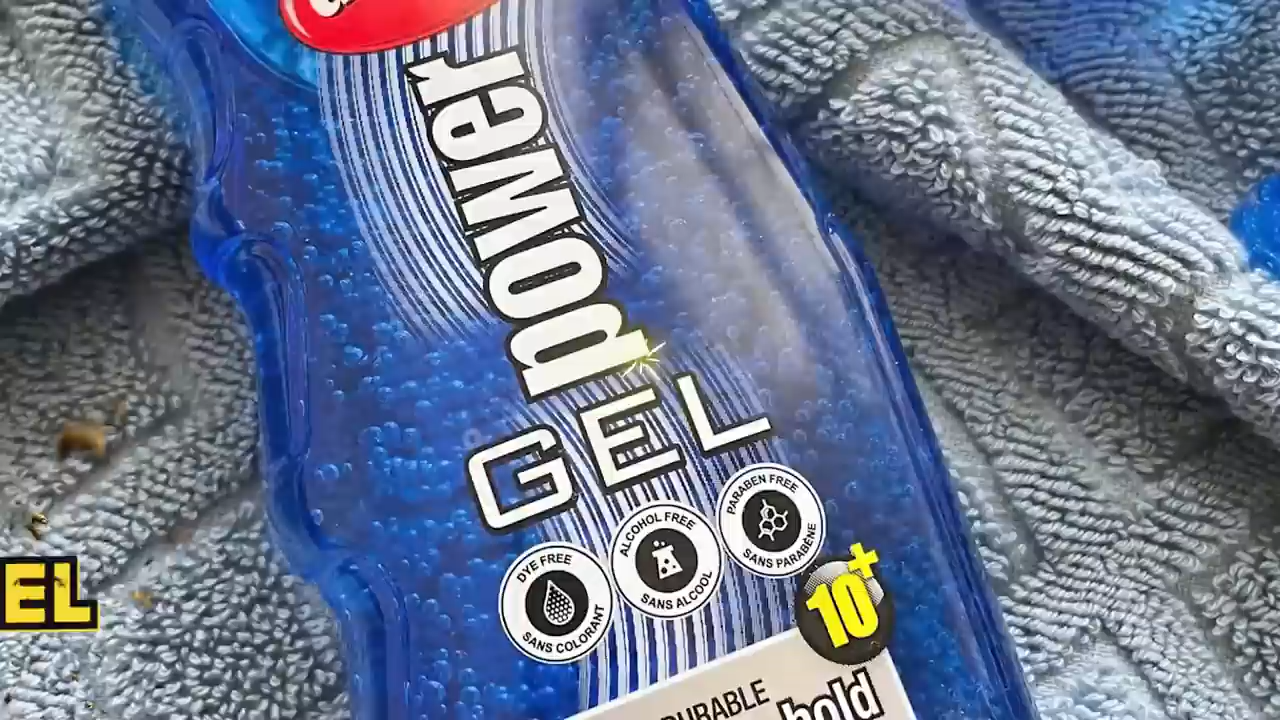 power
GEL
DYE FREE
SANS COLORANT
ALCOHOL FREE
SANS ALCOOL
PARABEN FREE
SANS PARABÈNE
10+
DURABLE
hold
EL